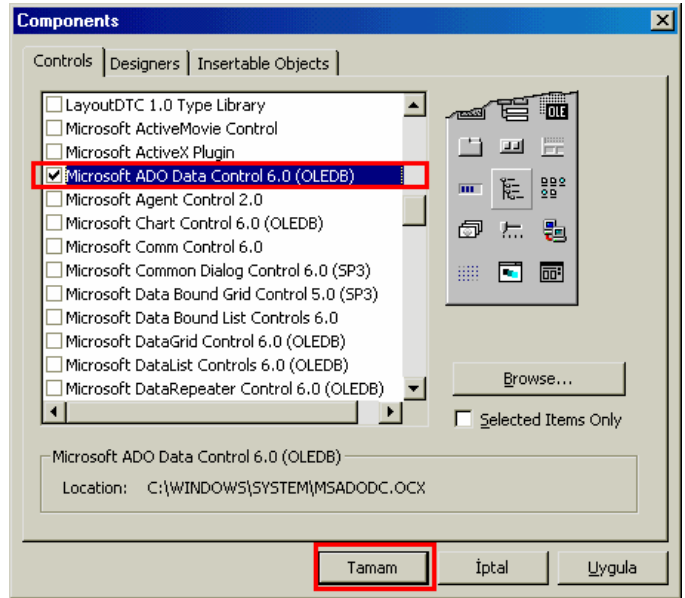 Components
Controls
Designers
Insertable Objects
LayoutDTC 1.0 Type Library
Microsoft ActiveMovie Control
Microsoft ActiveX Plugin
Microsoft ADO Data Control 6.0 (OLEDB)
Microsoft Agent Control 2.0
Microsoft Chart Control 6.0 (OLEDB)
Microsoft Comm Control 6.0
Microsoft Common Dialog Control 6.0 (SP3)
Microsoft Data Bound Grid Control 5.0 (SP3)
Microsoft Data Bound List Controls 6.0
Microsoft DataGrid Control 6.0 (OLEDB)
Microsoft DataList Controls 6.0 (OLEDB)
Microsoft DataRepeater Control 6.0 (OLEDB)
OLE
Browse...
Selected Items Only
Microsoft ADO Data Control 6.0 (OLEDB)
Location: C:\WINDOWS\SYSTEM\MSADODC.OCX
Tamam
İptal
Uygula